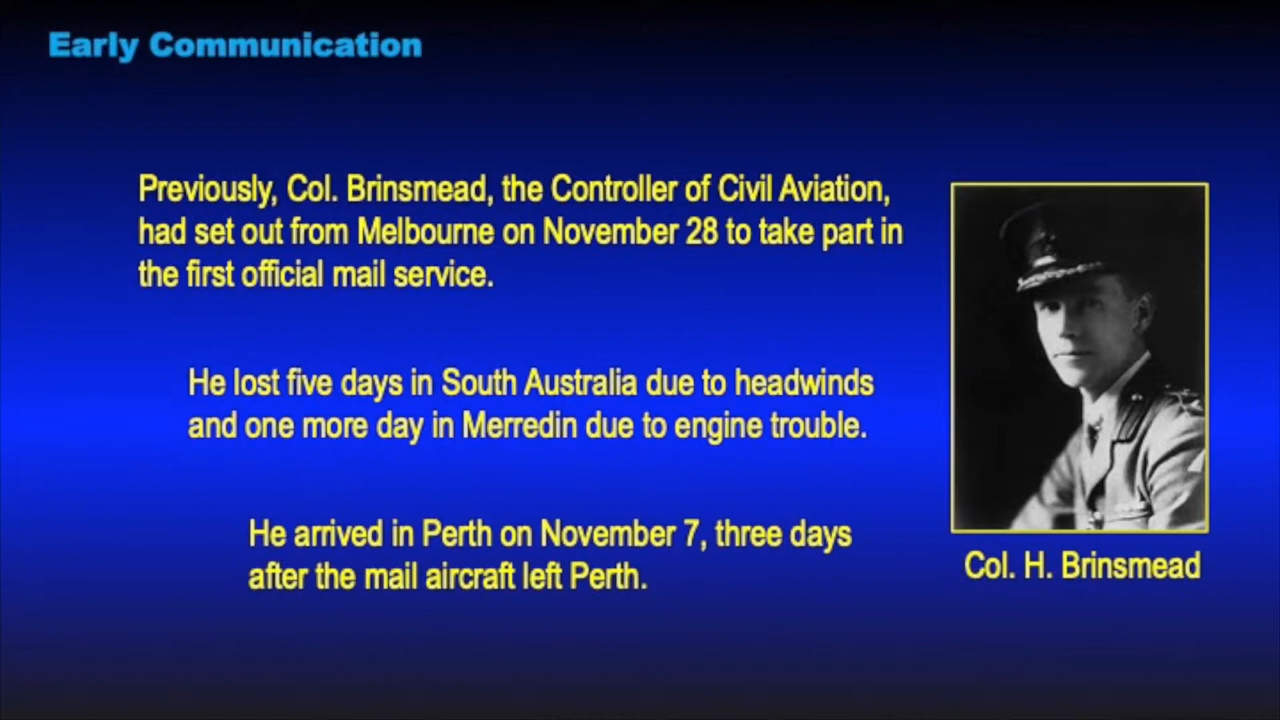 Early Communication
Previously, Col. Brinsmead, the Controller of Civil Aviation,
had set out from Melbourne on November 28 to take part in
the first official mail service.
He lost five days in South Australia due to headwinds
and one more day in Merredin due to engine trouble.
He arrived in Perth on November 7, three days
after the mail aircraft left Perth.
Col. H. Brinsmead